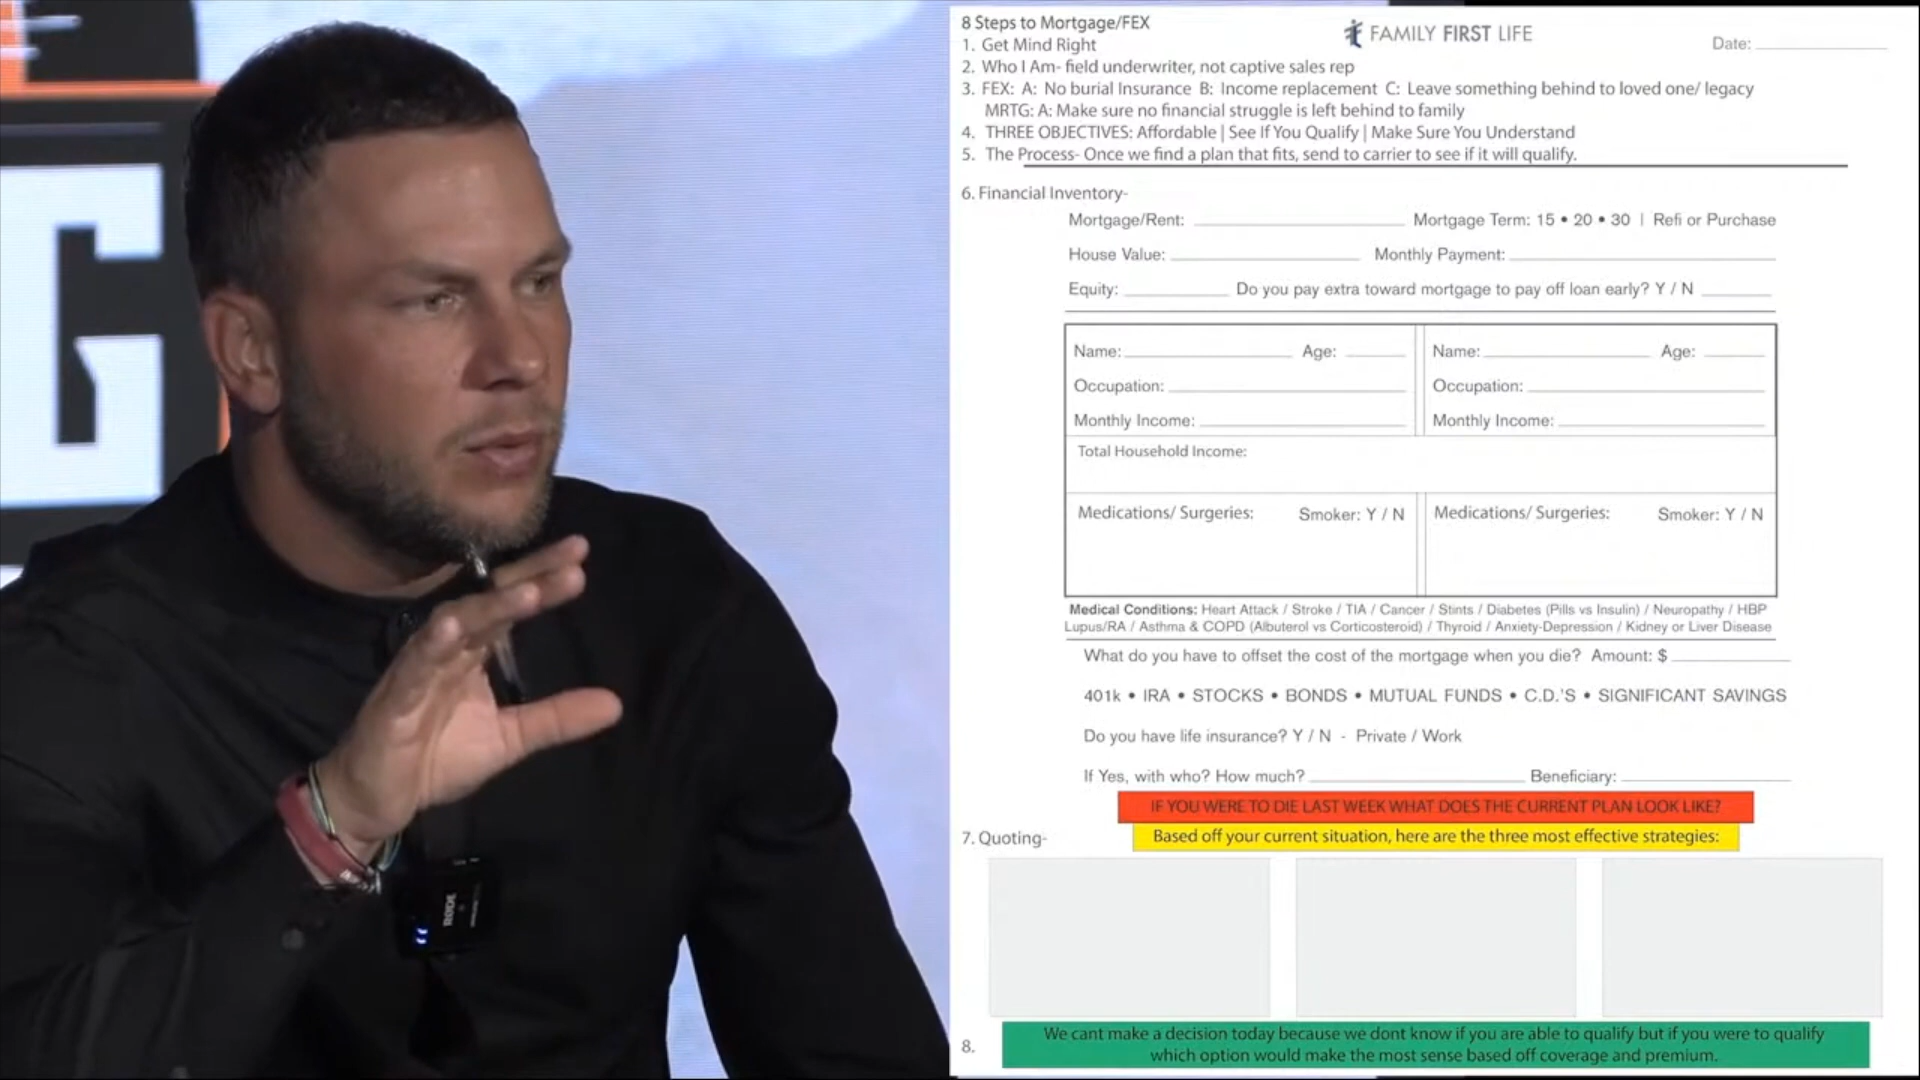 8 Steps to Mortgage/FEX
FAMILY FIRST LIFE
Date:
1. Get Mind Right
2. Who I Am- field underwriter, not captive sales rep
3. FEX: A: No burial Insurance B: Income replacement C: Leave something behind to loved one/ legacy
MRTG: A: Make sure no financial struggle is left behind to family
4. THREE OBJECTIVES: Affordable | See If You Qualify | Make Sure You Understand
5. The Process- Once we find a plan that fits, send to carrier to see if it will qualify.
6. Financial Inventory-
Mortgage/Rent: Mortgage Term: 15 • 20 • 30 | Refi or Purchase
House Value: Monthly Payment:
Equity: Do you pay extra toward mortgage to pay off loan early? Y / N
Name: Age: Name: Age:
Occupation: Occupation:
Monthly Income: Monthly Income:
Total Household Income:
Medications/ Surgeries: Smoker: Y / N Medications/ Surgeries: Smoker: Y / N
Medical Conditions: Heart Attack / Stroke / TIA / Cancer / Stints / Diabetes (Pills vs Insulin) / Neuropathy / HBP
Lupus/RA / Asthma & COPD (Albuterol vs Corticosteroid) / Thyroid / Anxiety-Depression / Kidney or Liver Disease
What do you have to offset the cost of the mortgage when you die? Amount: $
401k • IRA • STOCKS • BONDS • MUTUAL FUNDS • C.D.'S • SIGNIFICANT SAVINGS
Do you have life insurance? Y / N - Private / Work
If Yes, with who? How much? Beneficiary:
IF YOU WERE TO DIE LAST WEEK WHAT DOES THE CURRENT PLAN LOOK LIKE?
7. Quoting- Based off your current situation, here are the three most effective strategies:
8. We cant make a decision today because we dont know if you are able to qualify but if you were to qualify
which option would make the most sense based off coverage and premium.
G
RØDE